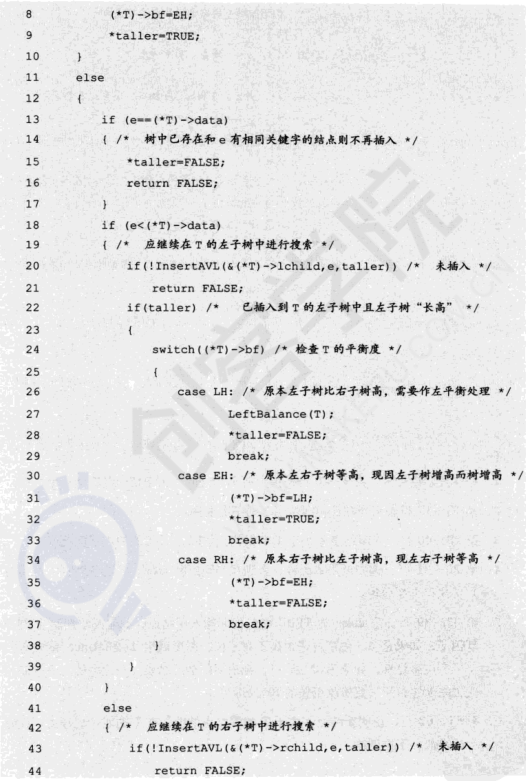 8 (*T)->bf=EH;
9 *taller=TRUE;
10 }
11 else
12 {
13 if (e==(*T)->data)
14 { /* 树中已存在和 e 有相同关键字的结点则不再插入 */
15 *taller=FALSE;
16 return FALSE;
17 }
18 if (e<(*T)->data)
19 { /* 应继续在 T 的左子树中进行搜索 */
20 if(!InsertAVL(&(*T)->lchild,e,taller)) /* 未插入 */
21 return FALSE;
22 if(taller) /* 已插入到 T 的左子树中且左子树“长高” */
23 {
24 switch((*T)->bf) /* 检查 T 的平衡度 */
25 {
26 case LH: /* 原本左子树比右子树高，需要作左平衡处理 */
27 LeftBalance(T);
28 *taller=FALSE;
29 break;
30 case EH: /* 原本左右子树等高，现因左子树增高而树增高 */
31 (*T)->bf=LH;
32 *taller=TRUE;
33 break;
34 case RH: /* 原本右子树比左子树高，现左右子树等高 */
35 (*T)->bf=EH;
36 *taller=FALSE;
37 break;
38 }
39 }
40 }
41 else
42 { /* 应继续在 T 的右子树中进行搜索 */
43 if(!InsertAVL(&(*T)->rchild,e,taller)) /* 未插入 */
44 return FALSE;